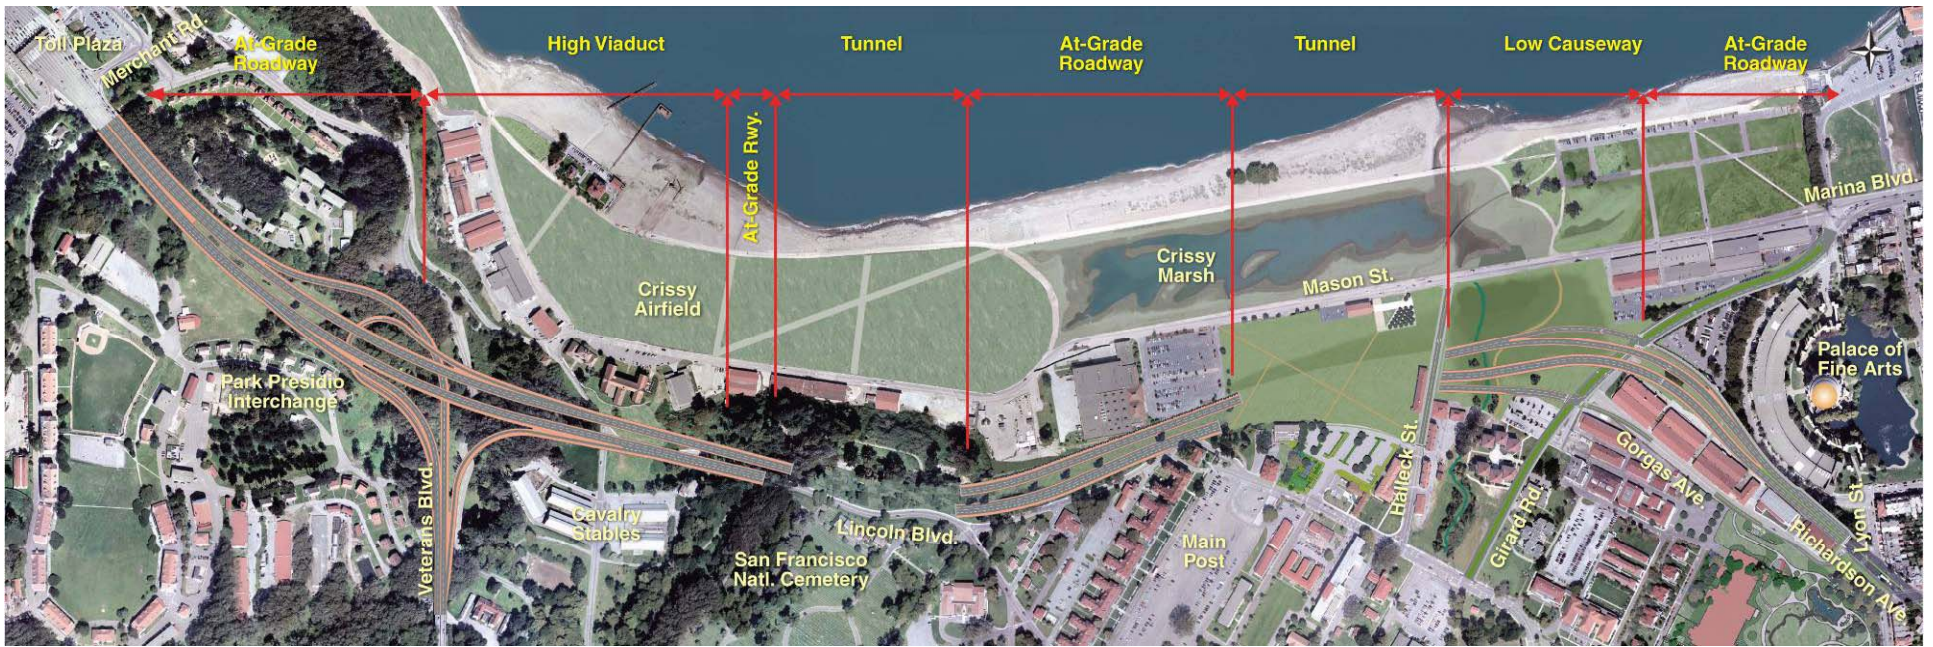 Toll Plaza
Merchant Rd.
At-Grade
Roadway
High Viaduct
At-Grade Rwy.
Tunnel
At-Grade
Roadway
Tunnel
Low Causeway
At-Grade
Roadway
N
Marina Blvd.
Crissy
Marsh
Mason St.
Crissy
Airfield
Palace of
Fine Arts
Park Presidio
Interchange
Veterans Blvd.
Cavalry
Stables
Lincoln Blvd.
San Francisco
Natl. Cemetery
Main
Post
Halleck St.
Girard Rd.
Gorgas Ave.
Richardson Ave.
Lyon St.